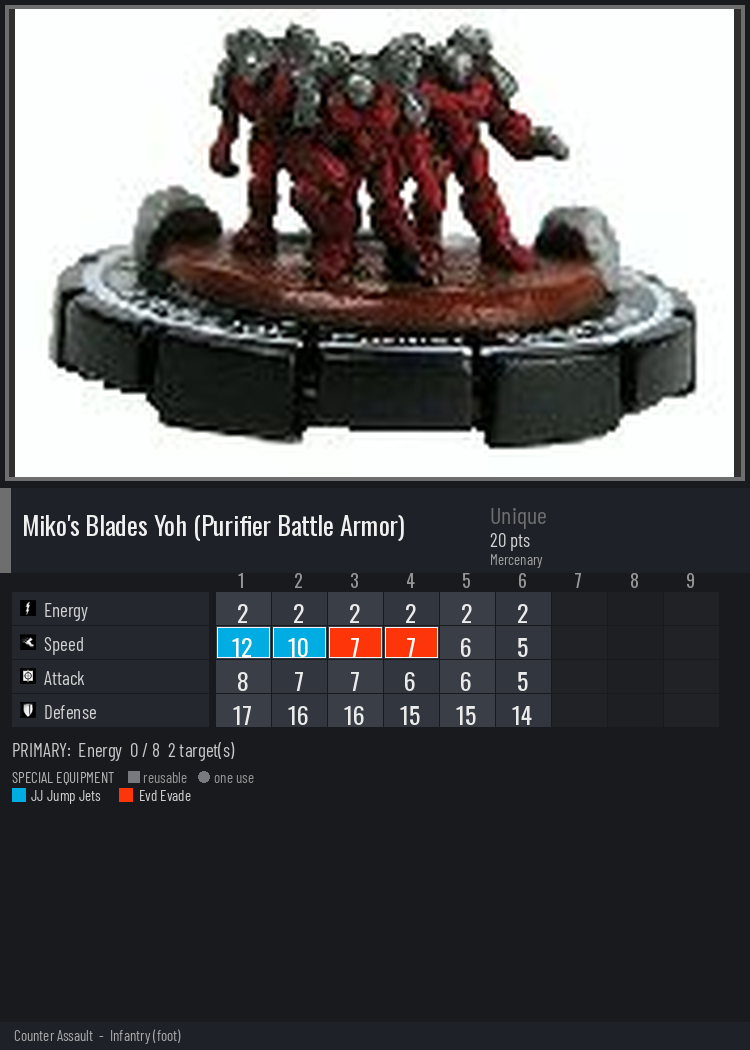 Miko's Blades Yoh (Purifier Battle Armor)
Unique
20 pts
Mercenary
1 2 3 4 5 6 7 8 9
Energy 2 2 2 2 2 2
Speed 12 10 7 7 6 5
Attack 8 7 7 6 6 5
Defense 17 16 16 15 15 14
PRIMARY: Energy 0 / 8 2 target(s)
SPECIAL EQUIPMENT reusable one use
JJ Jump Jets Evd Evade
Counter Assault - Infantry (foot)